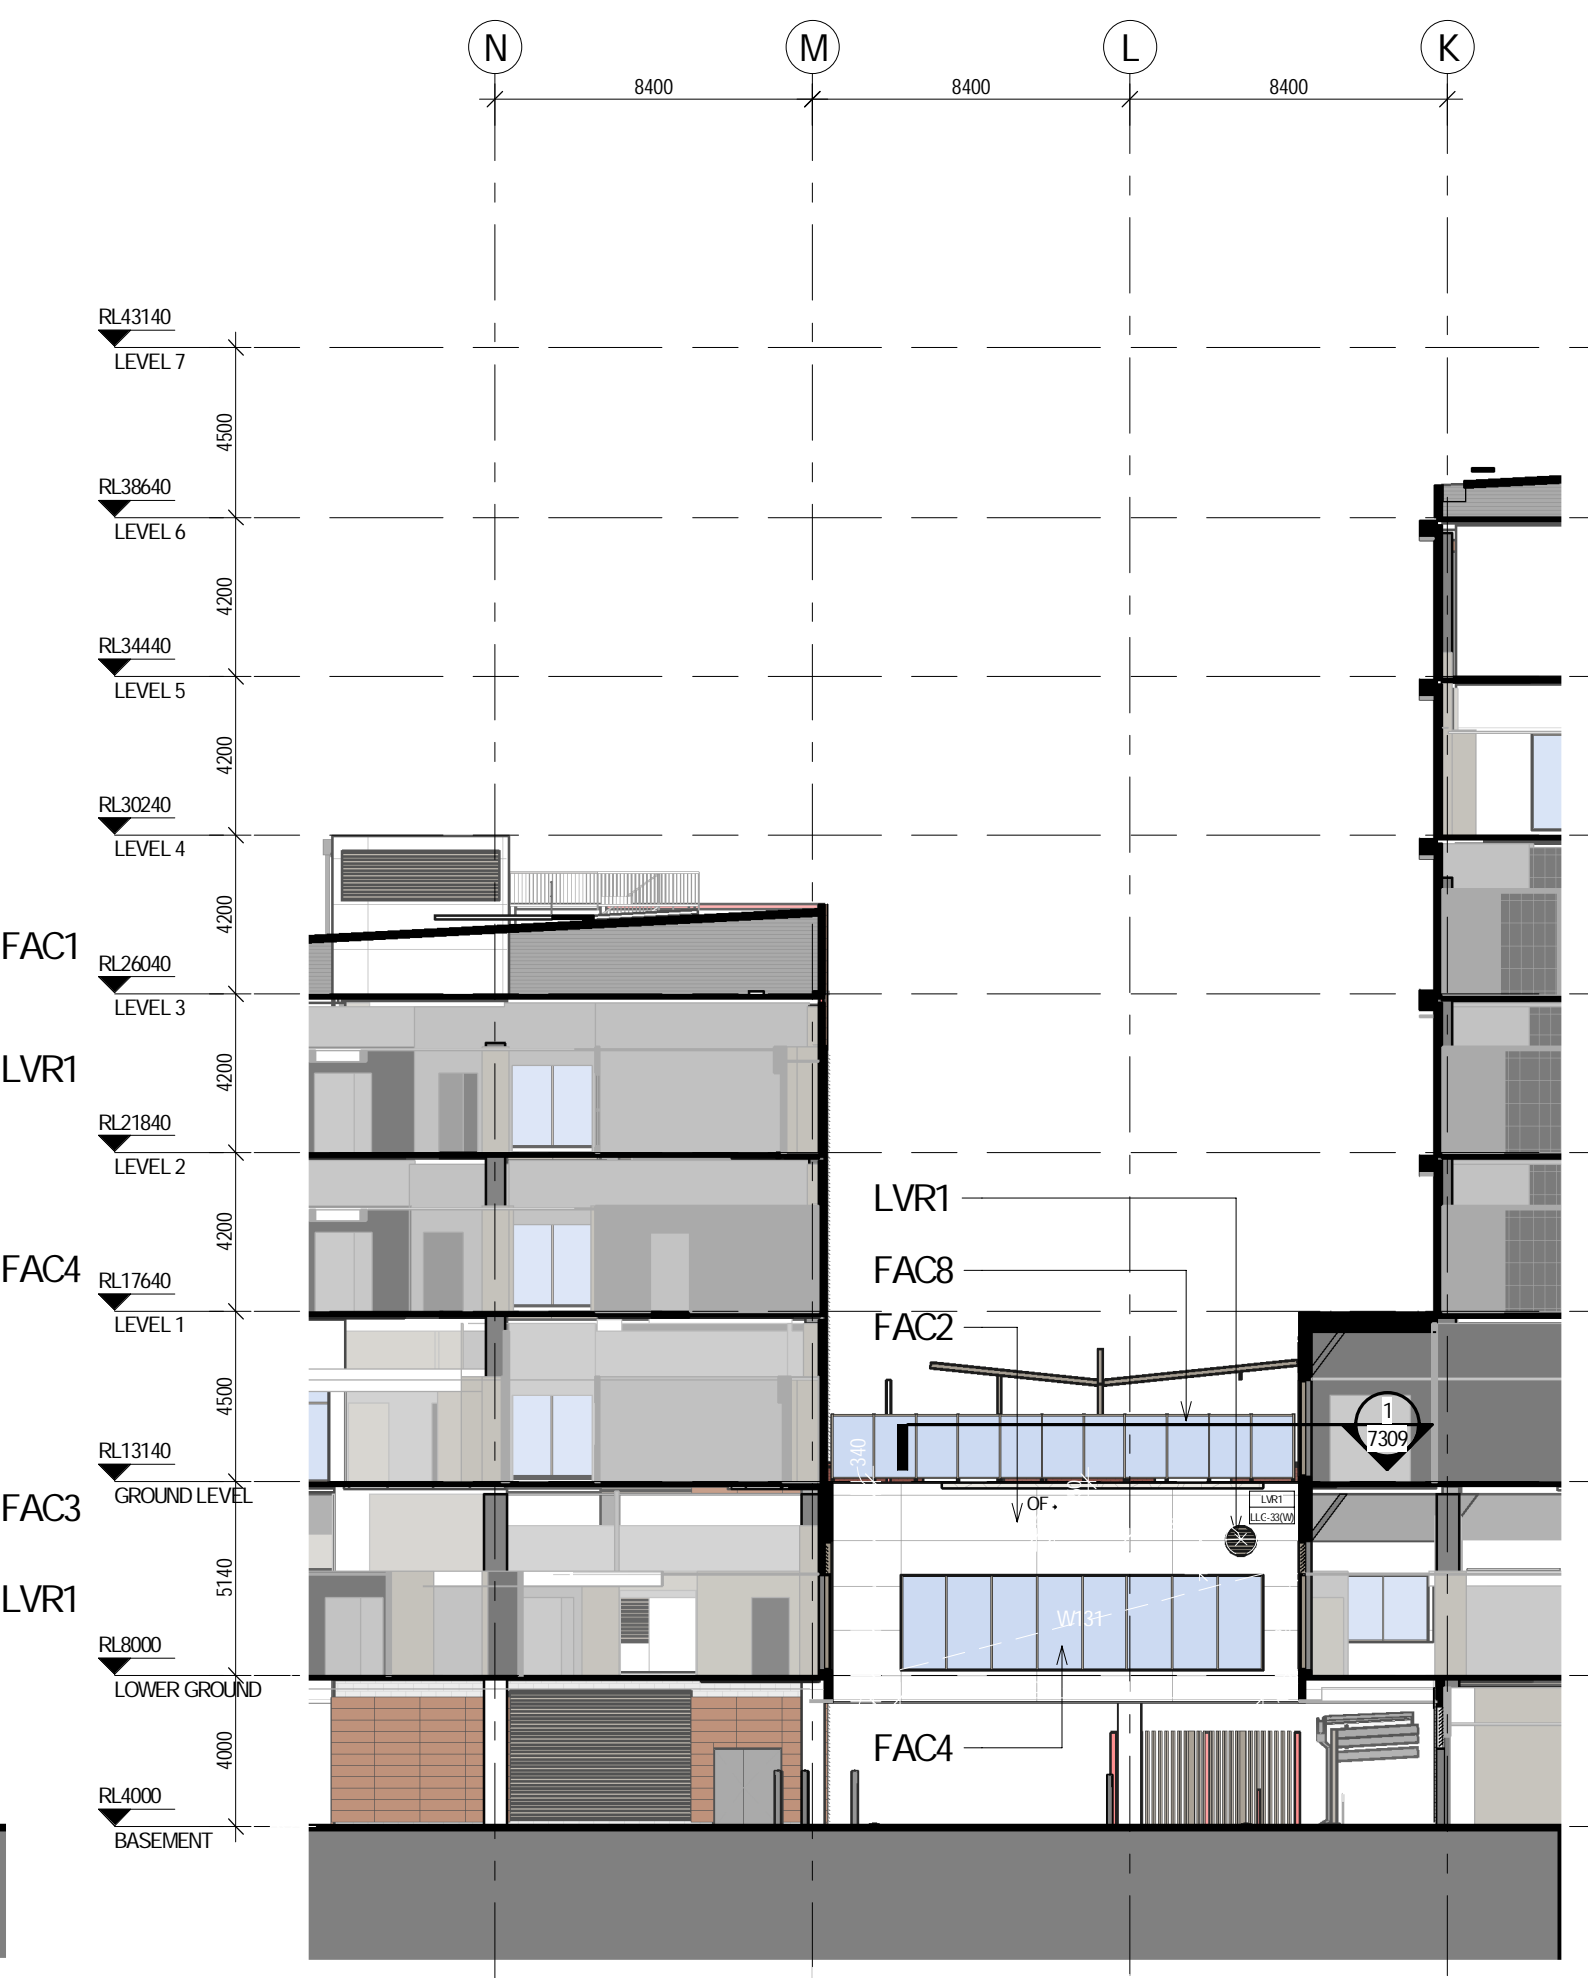 N M L K
8400 8400 8400
RL43140
LEVEL 7
4500
RL38640
LEVEL 6
4200
RL34440
LEVEL 5
4200
RL30240
LEVEL 4
4200
FAC1
RL26040
LEVEL 3
LVR1
4200
RL21840
LEVEL 2
LVR1
4200
FAC4
FAC8
RL17640
LEVEL 1
FAC2
4500
1
7309
RL13140
340
GROUND LEVEL
FAC3
OF
LVR1
LLG-33(W)
5140
LVR1
W131
RL8000
LOWER GROUND
4000
FAC4
RL4000
BASEMENT